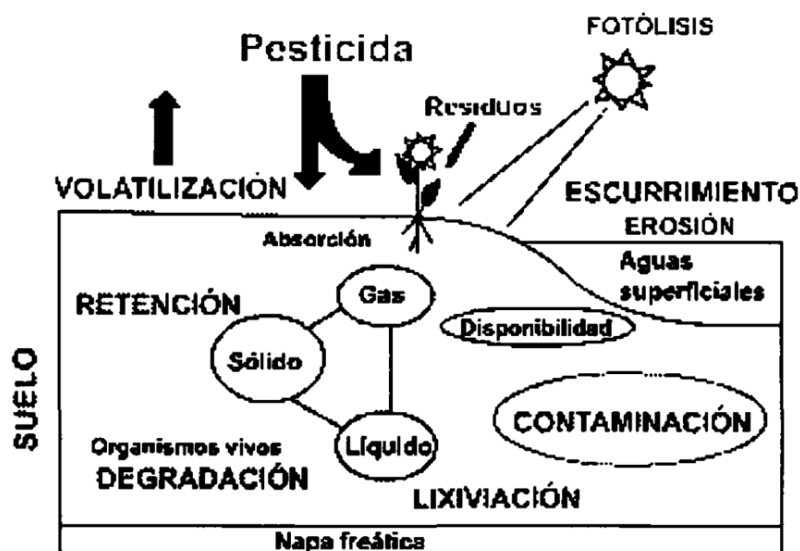 FOTÒLISIS
Pesticida
Residuos
VOLATILIZACIÓN
ESCURRIMIENTO
EROSIÓN
Absorción
Aguas
superficiales
Gas
RETENCIÓN
Disponibilidad
Sólido
SUELO
CONTAMINACIÓN
Organismos vivos
Líquido
DEGRADACIÓN
LIXIVIACIÓN
Napa freática